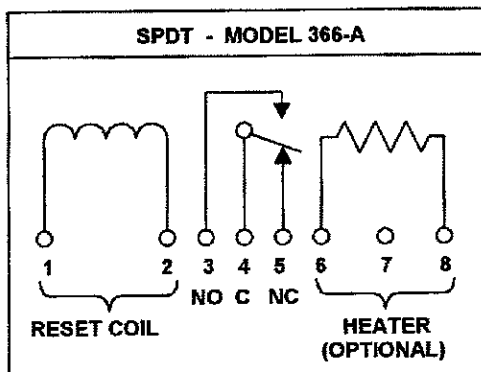 SPDT - MODEL 366-A
1 2 3 4 5 6 7 8
NO C NC
RESET COIL
HEATER
(OPTIONAL)